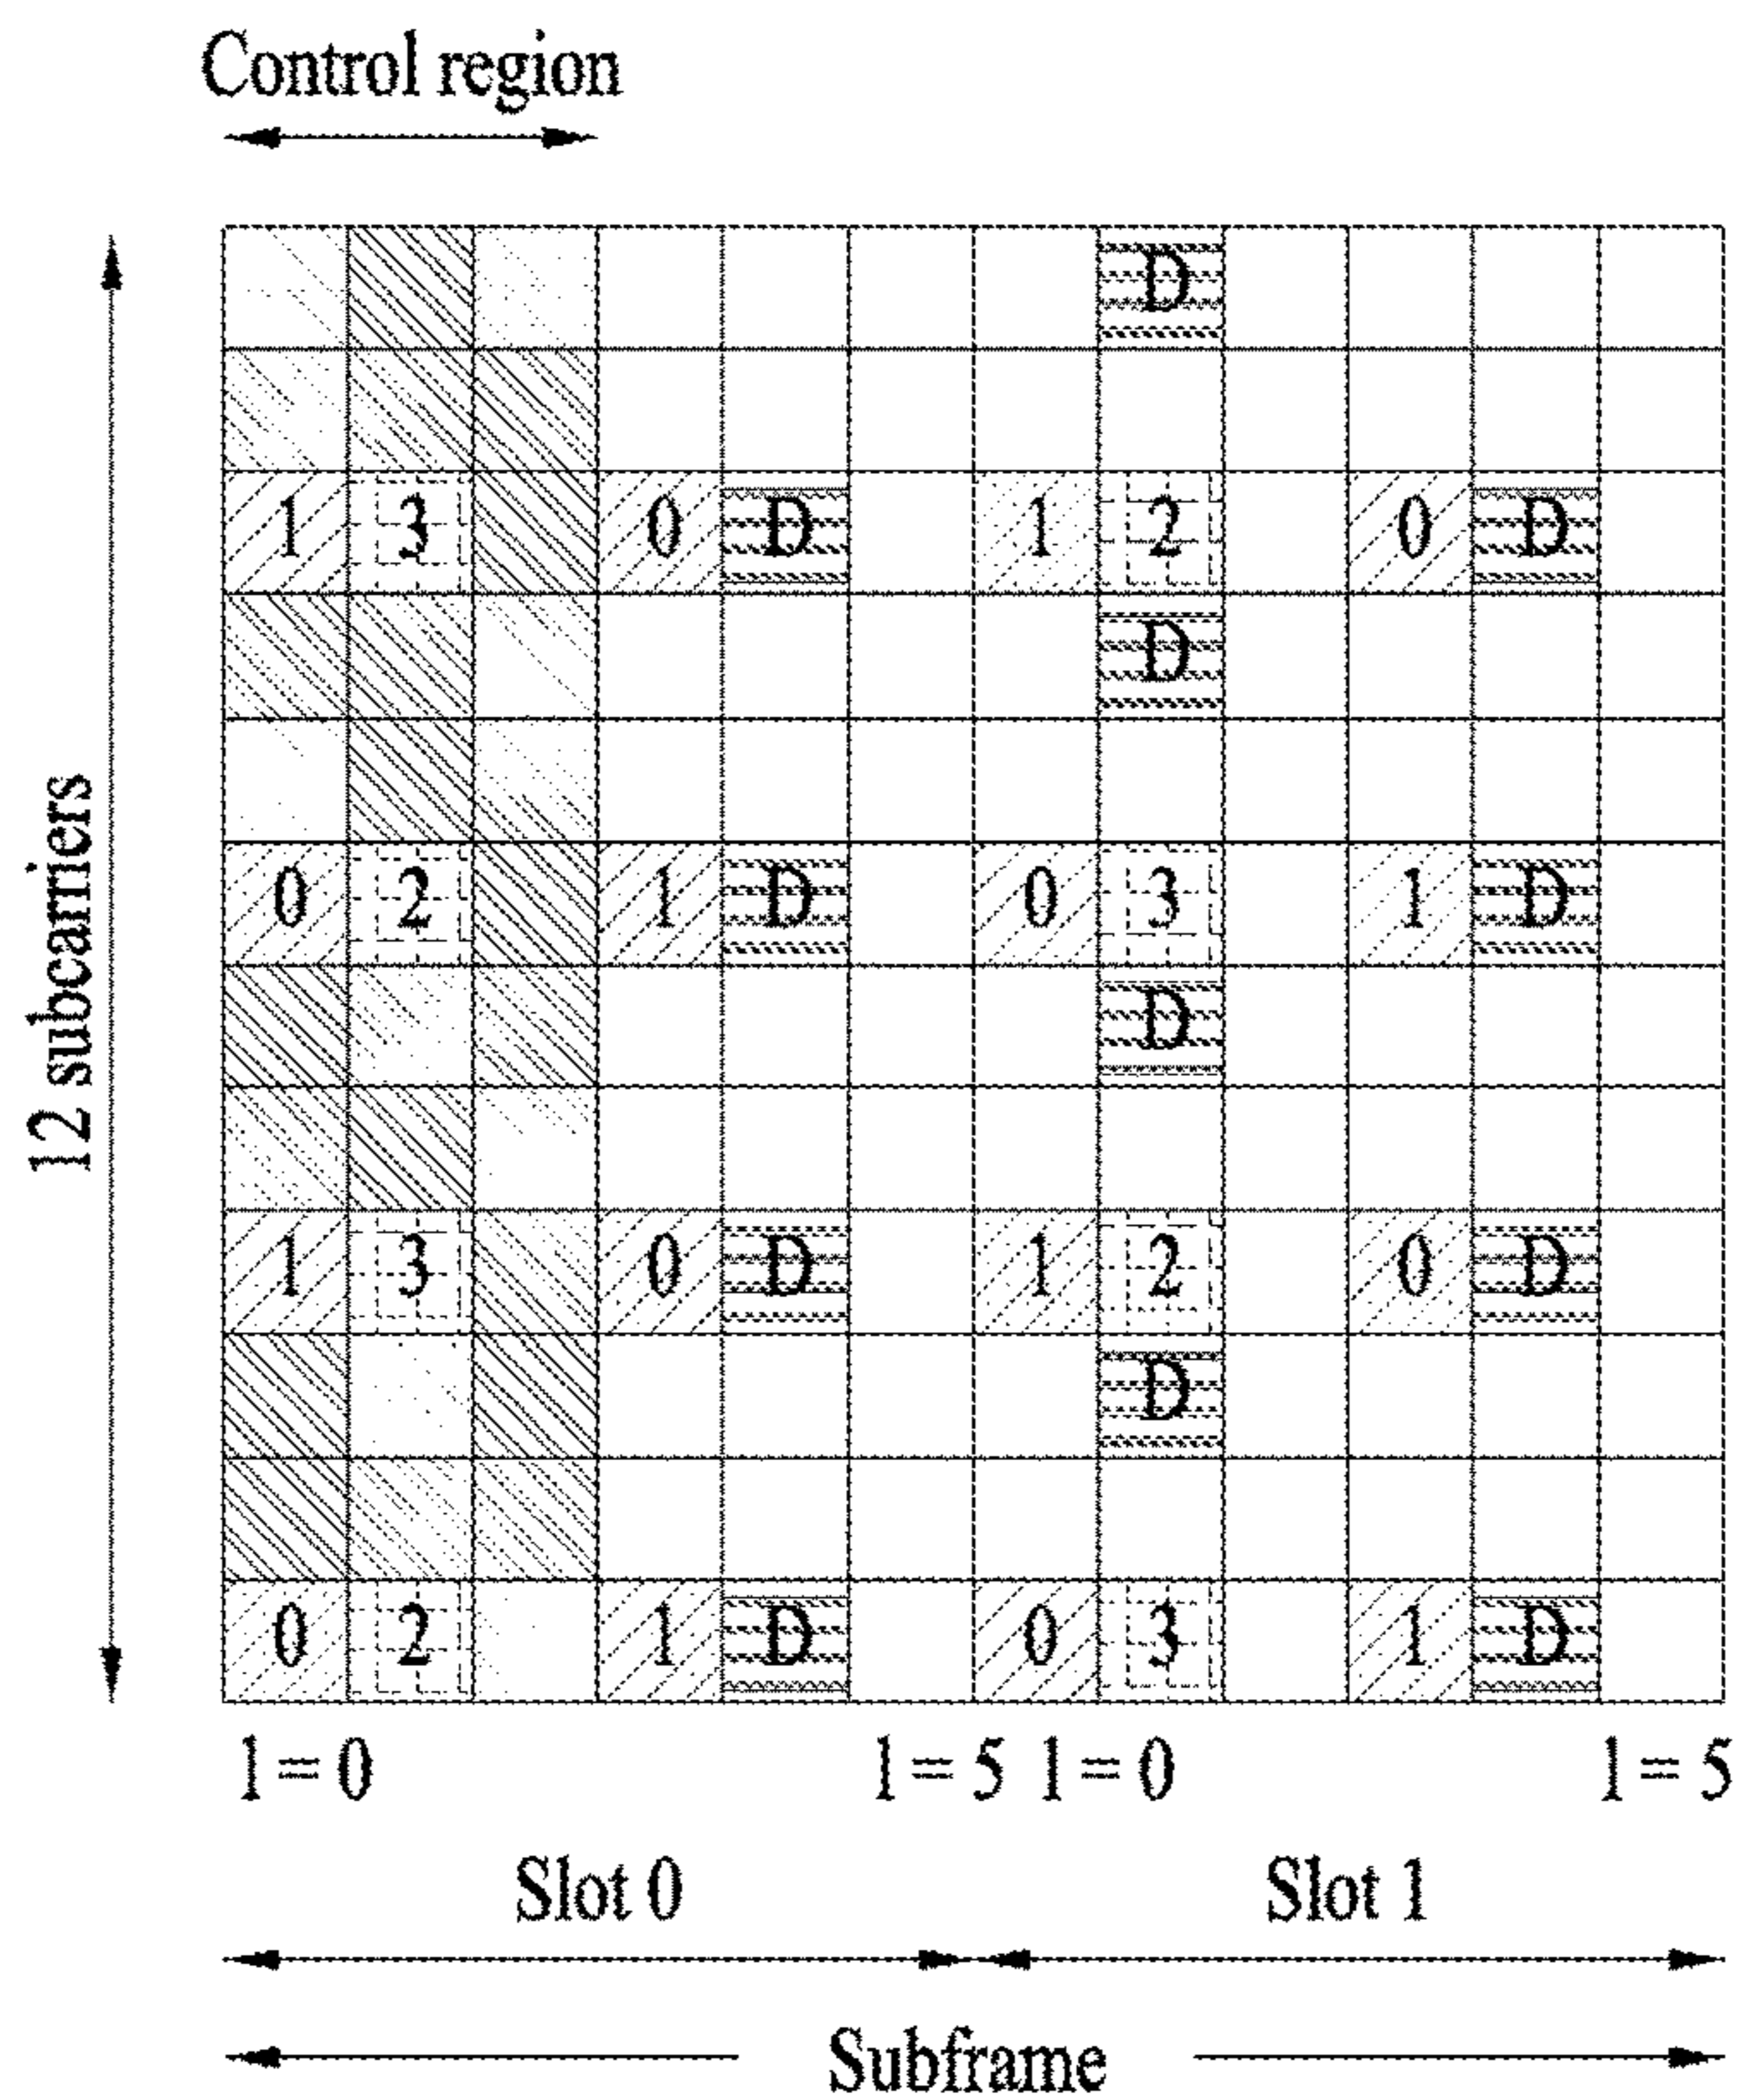 Control region
12 subcarriers
D
1 3 0 D 1 2 0 D
D
0 2 1 D 0 3 1 D
D
1 3 0 D 1 2 0 D
D
0 2 1 D 0 3 1 D
l = 0 l = 5 l = 0 l = 5
Slot 0 Slot 1
Subframe